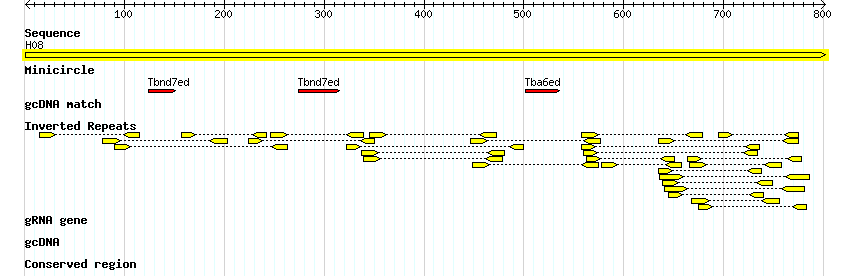 100 200 300 400 500 600 700 800
Sequence
H08
Minicircle
Tbnd7ed Tbnd7ed Tba6ed
gcDNA match
Inverted Repeats
gRNA gene
gcDNA
Conserved region